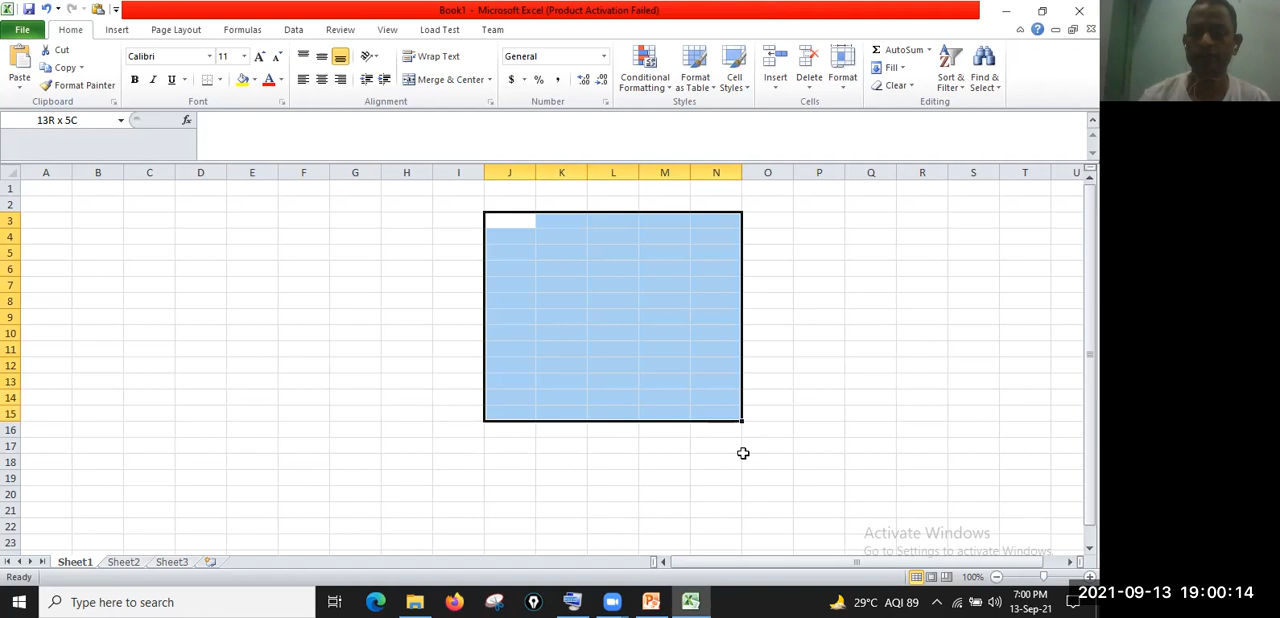 Book1 - Microsoft Excel (Product Activation Failed)
File Home Insert Page Layout Formulas Data Review View Load Test Team
Paste Cut Copy Format Painter Clipboard
Calibri 11 B I U A Font
Wrap Text Merge & Center Alignment
General $ % , Number
Conditional Formatting Format as Table Cell Styles Styles
Insert Delete Format Cells
AutoSum Fill Clear Sort & Filter Find & Select Editing
13R x 5C fx
A B C D E F G H I J K L M N O P Q R S T U
1
2
3
4
5
6
7
8
9
10
11
12
13
14
15
16
17
18
19
20
21
22
23
Activate Windows
Go to Settings to activate Windows.
Sheet1 Sheet2 Sheet3
Ready 100%
Type here to search
29°C AQI 89
7:00 PM
13-Sep-21
2021-09-13 19:00:14